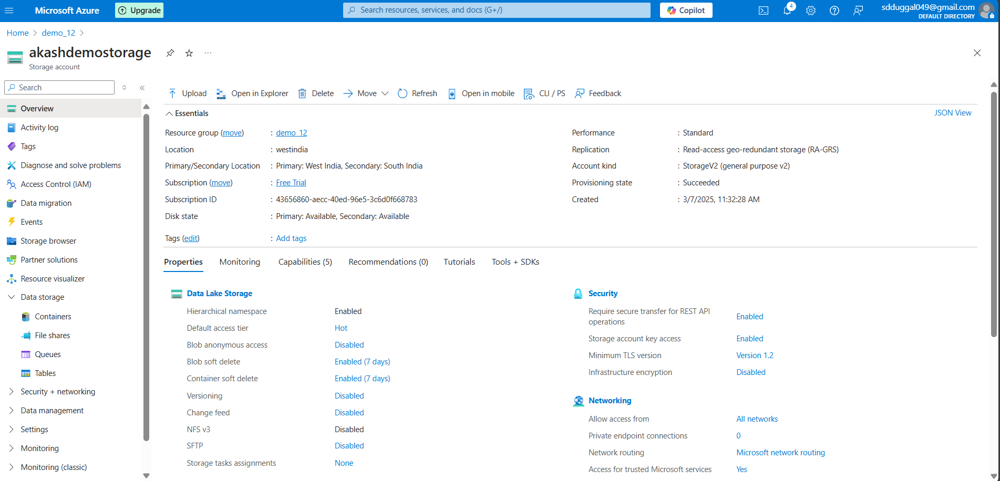 Microsoft Azure
Upgrade
Search resources, services, and docs (G+/)
Copilot
4
sdduggal049@gmail.com
DEFAULT DIRECTORY
Home > demo_12 >
akashdemostorage
Storage account
Search
Overview
Activity log
Tags
Diagnose and solve problems
Access Control (IAM)
Data migration
Events
Storage browser
Partner solutions
Resource visualizer
Data storage
Containers
File shares
Queues
Tables
Security + networking
Data management
Settings
Monitoring
Monitoring (classic)
Upload Open in Explorer Delete Move Refresh Open in mobile CLI / PS Feedback
Essentials
JSON View
Resource group (move) : demo_12
Location : westindia
Primary/Secondary Location : Primary: West India, Secondary: South India
Subscription (move) : Free Trial
Subscription ID : 43656860-aecc-40ed-96e5-3c6d0f668783
Disk state : Primary: Available, Secondary: Available
Tags (edit) : Add tags
Performance : Standard
Replication : Read-access geo-redundant storage (RA-GRS)
Account kind : StorageV2 (general purpose v2)
Provisioning state : Succeeded
Created : 3/7/2025, 11:32:28 AM
Properties Monitoring Capabilities (5) Recommendations (0) Tutorials Tools + SDKs
Data Lake Storage
Hierarchical namespace Enabled
Default access tier Hot
Blob anonymous access Disabled
Blob soft delete Enabled (7 days)
Container soft delete Enabled (7 days)
Versioning Disabled
Change feed Disabled
NFS v3 Disabled
SFTP Disabled
Storage tasks assignments None
Security
Require secure transfer for REST API
operations Enabled
Storage account key access Enabled
Minimum TLS version Version 1.2
Infrastructure encryption Disabled
Networking
Allow access from All networks
Private endpoint connections 0
Network routing Microsoft network routing
Access for trusted Microsoft services Yes